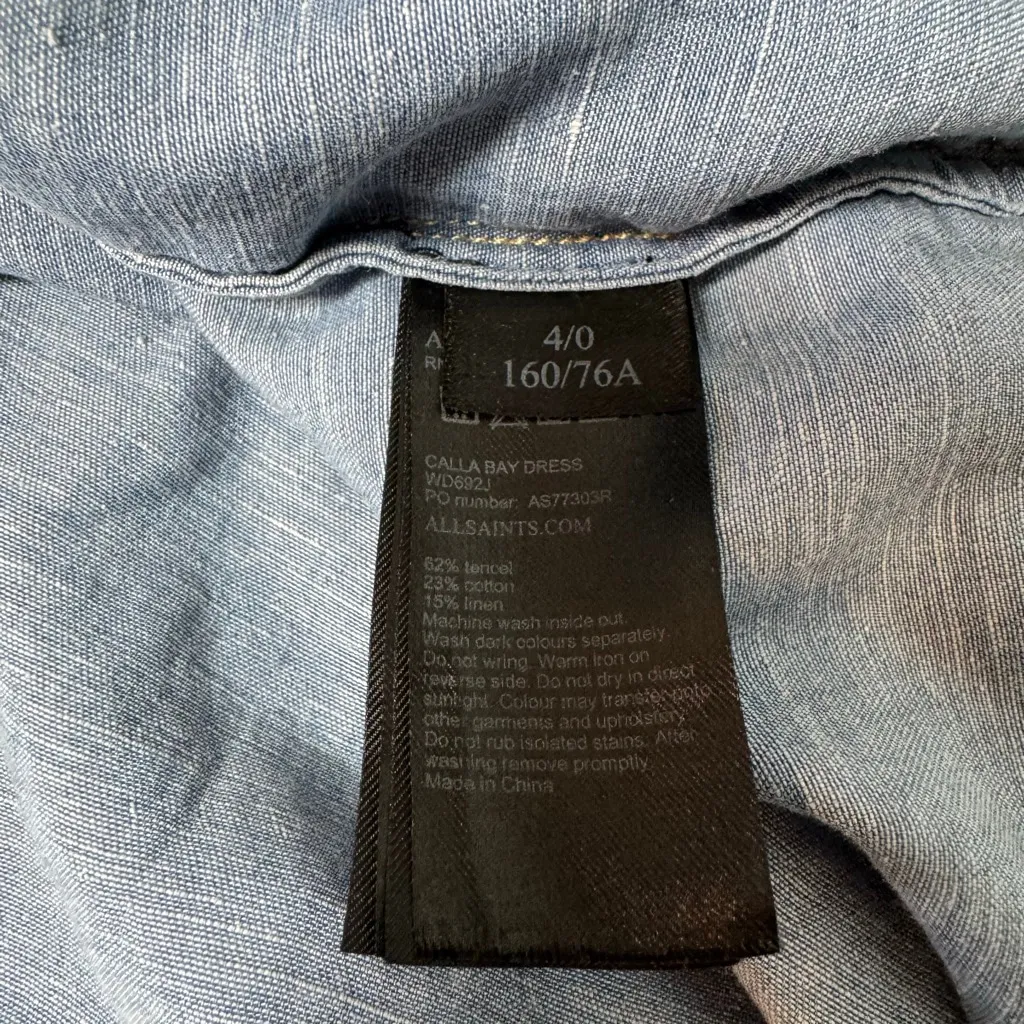 4/0
160/76A
CALLA BAY DRESS
WD692J
PO number: AS77303R
ALLSAINTS.COM
62% tencel
23% cotton
15% linen
Machine wash inside out.
Wash dark colours separately.
Do not wring. Warm iron on
reverse side. Do not dry in direct
sunlight. Colour may transfer onto
other garments and upholstery
Do not rub isolated stains. After
washing remove promptly.
Made in China